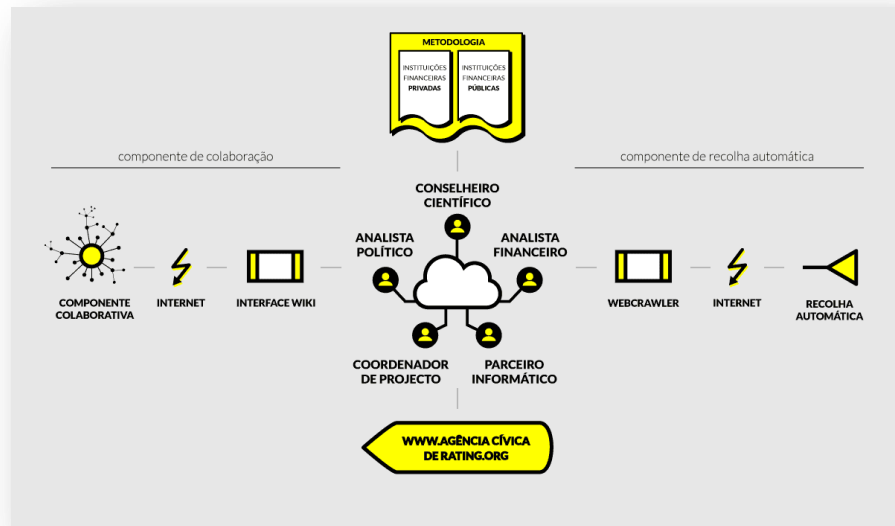 METODOLOGIA
INSTITUIÇÕES
FINANCEIRAS
PRIVADAS
INSTITUIÇÕES
FINANCEIRAS
PÚBLICAS
componente de colaboração
componente de recolha automática
CONSELHEIRO
CIENTÍFICO
ANALISTA
POLÍTICO
ANALISTA
FINANCEIRO
COMPONENTE
COLABORATIVA
INTERNET
INTERFACE WIKI
WEBCRAWLER
INTERNET
RECOLHA
AUTOMÁTICA
COORDENADOR
DE PROJECTO
PARCEIRO
INFORMÁTICO
WWW.AGÊNCIA CÍVICA
DE RATING.ORG